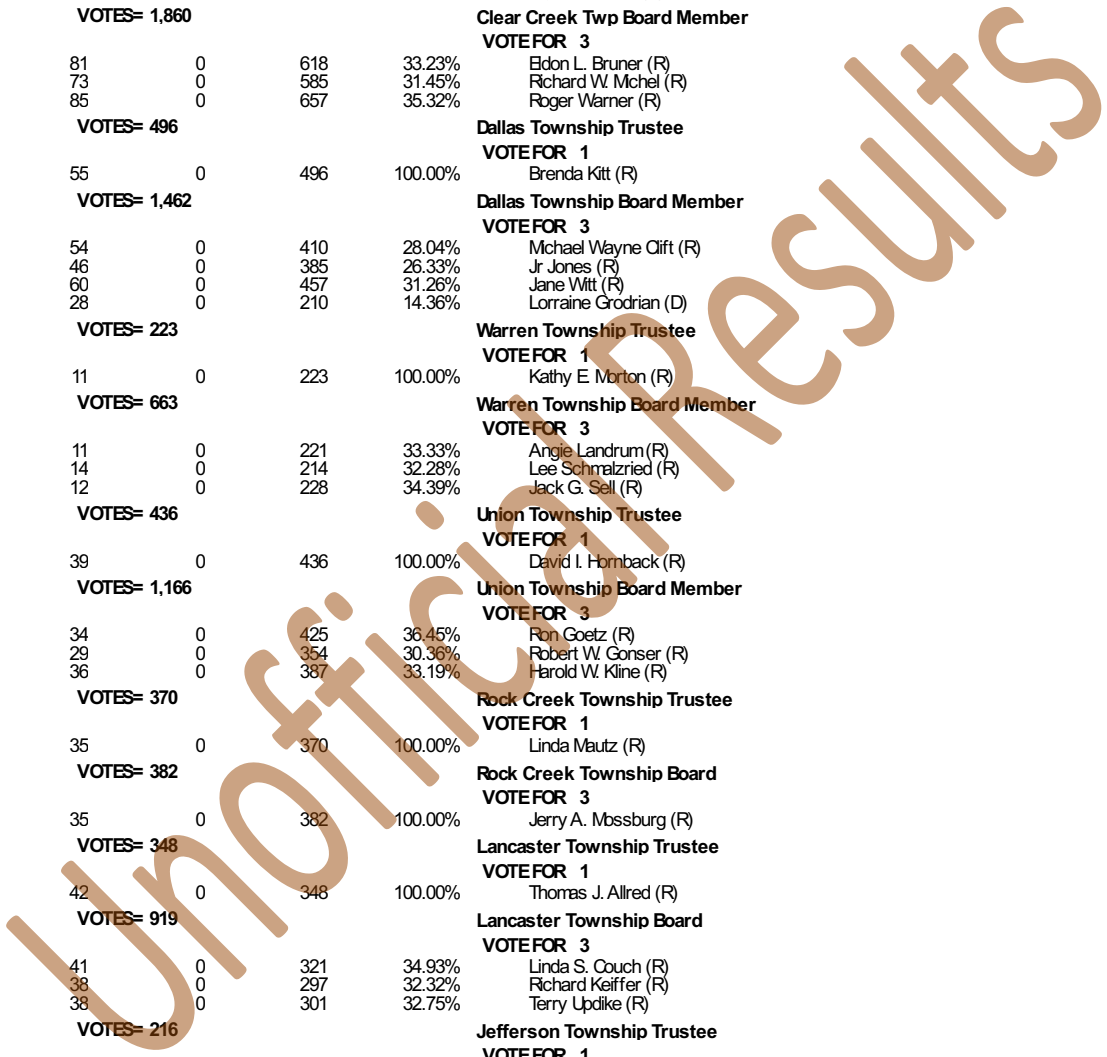 VOTES= 1,860 Clear Creek Twp Board Member
VOTE FOR 3
81 0 618 33.23% Eldon L. Bruner (R)
73 0 585 31.45% Richard W. Michel (R)
85 0 657 35.32% Roger Warner (R)
VOTES= 496 Dallas Township Trustee
VOTE FOR 1
55 0 496 100.00% Brenda Kitt (R)
VOTES= 1,462 Dallas Township Board Member
VOTE FOR 3
54 0 410 28.04% Michael Wayne Clift (R)
46 0 385 26.33% Jr Jones (R)
60 0 457 31.26% Jane Witt (R)
28 0 210 14.36% Lorraine Grodrian (D)
VOTES= 223 Warren Township Trustee
VOTE FOR 1
11 0 223 100.00% Kathy E. Morton (R)
VOTES= 663 Warren Township Board Member
VOTE FOR 3
11 0 221 33.33% Angie Landrum (R)
14 0 214 32.28% Lee Schmalzried (R)
12 0 228 34.39% Jack G. Sell (R)
VOTES= 436 Union Township Trustee
VOTE FOR 1
39 0 436 100.00% David I. Hornback (R)
VOTES= 1,166 Union Township Board Member
VOTE FOR 3
34 0 425 36.45% Ron Goetz (R)
29 0 354 30.36% Robert W. Gonser (R)
36 0 387 33.19% Harold W. Kline (R)
VOTES= 370 Rock Creek Township Trustee
VOTE FOR 1
35 0 370 100.00% Linda Mautz (R)
VOTES= 382 Rock Creek Township Board
VOTE FOR 3
35 0 382 100.00% Jerry A. Mossburg (R)
VOTES= 348 Lancaster Township Trustee
VOTE FOR 1
42 0 348 100.00% Thomas J. Allred (R)
VOTES= 919 Lancaster Township Board
VOTE FOR 3
41 0 321 34.93% Linda S. Couch (R)
38 0 297 32.32% Richard Keiffer (R)
38 0 301 32.75% Terry Updike (R)
VOTES= 216 Jefferson Township Trustee
VOTE FOR 1
Unofficial Results